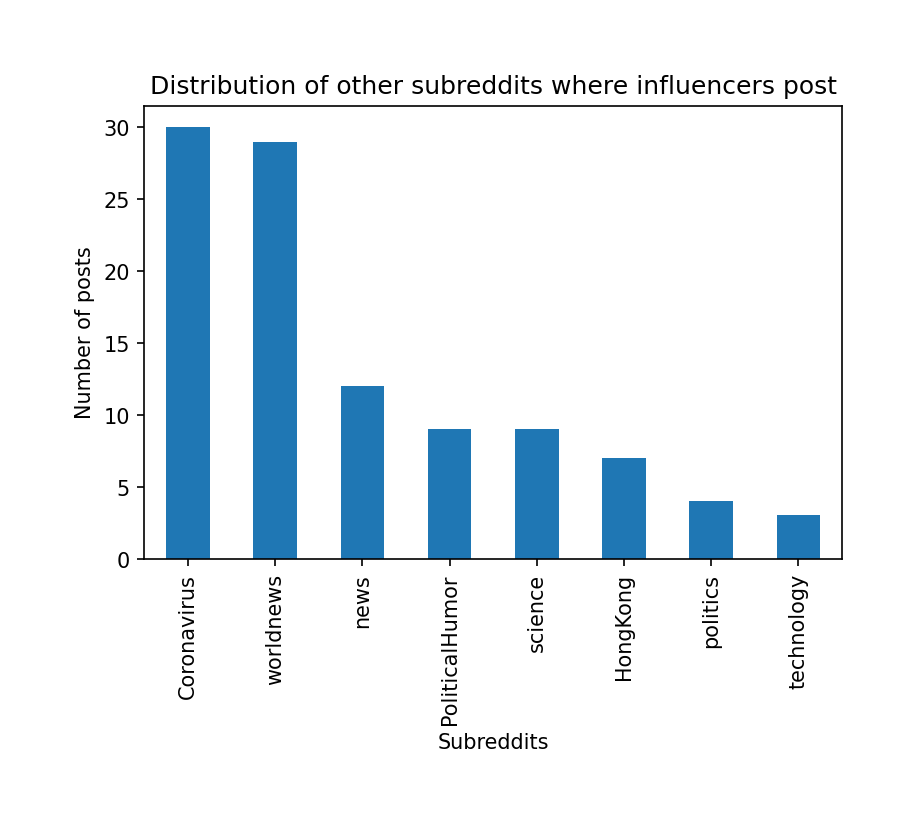 Distribution of other subreddits where influencers post
Number of posts
30
25
20
15
10
5
0
Coronavirus
worldnews
news
PoliticalHumor
science
HongKong
politics
technology
Subreddits